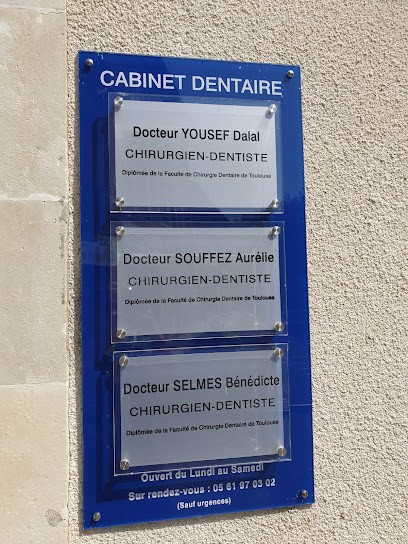 CABINET DENTAIRE
Docteur YOUSEF Dalal
CHIRURGIEN-DENTISTE
Diplômée de la Faculté de Chirurgie Dentaire de Toulouse
Docteur SOUFFEZ Aurélie
CHIRURGIEN-DENTISTE
Diplômée de la Faculté de Chirurgie Dentaire de Toulouse
Docteur SELMES Bénédicte
CHIRURGIEN-DENTISTE
Diplômée de la Faculté de Chirurgie Dentaire de Toulouse
Ouvert du Lundi au Samedi
Sur rendez-vous : 05 61 97 03 02
(Sauf urgences)